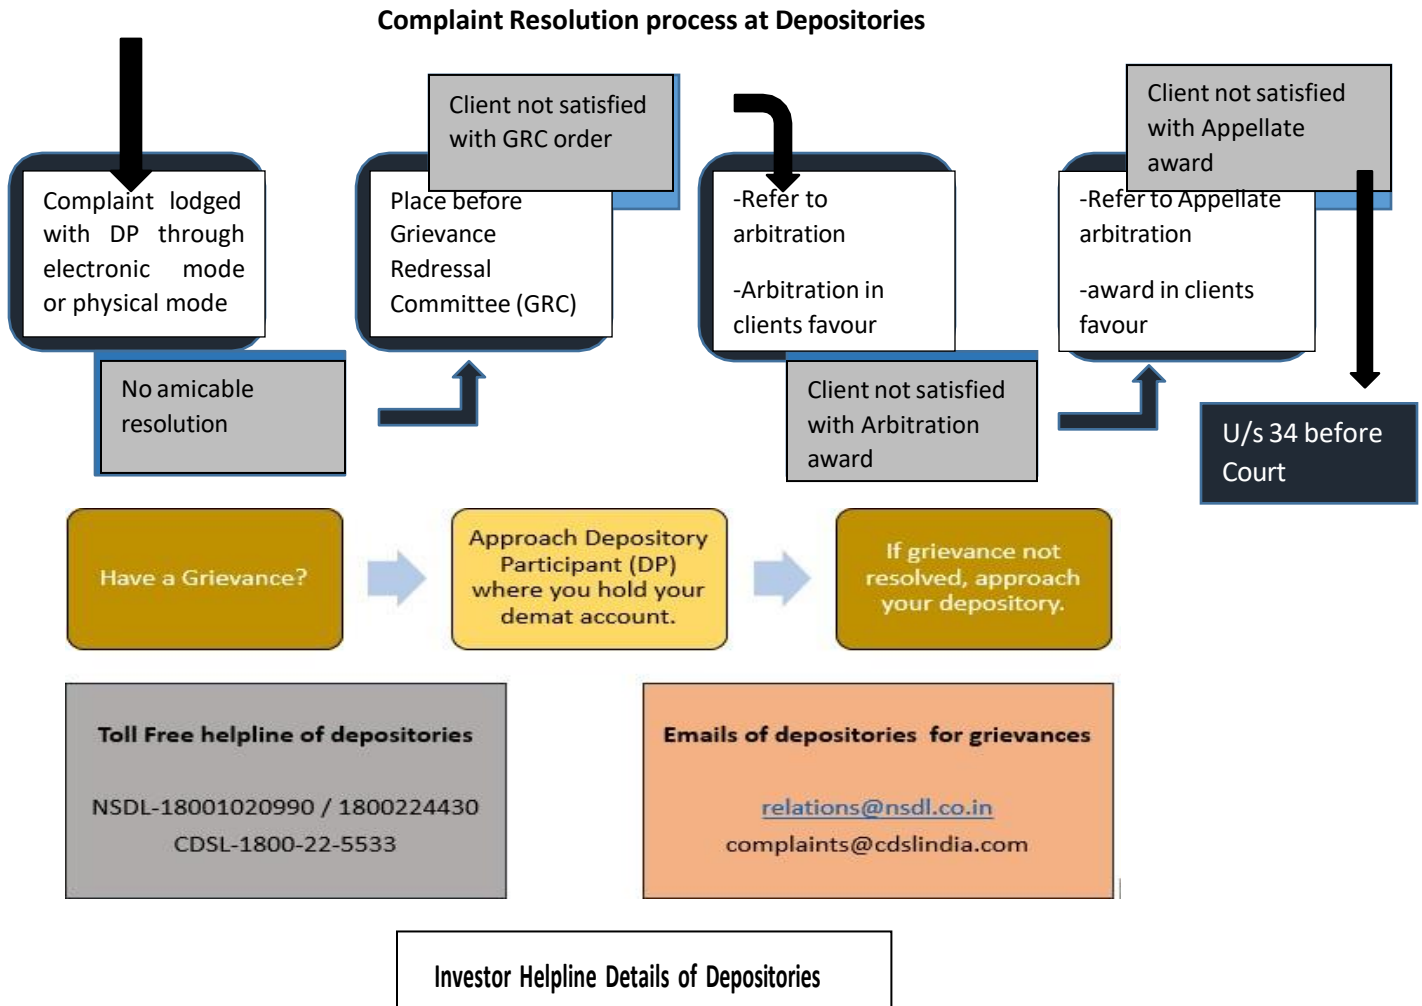 Complaint Resolution process at Depositories
Complaint lodged
with DP through
electronic mode
or physical mode
No amicable
resolution
Place before
Grievance
Redressal
Committee (GRC)
Client not satisfied
with GRC order
-Refer to
arbitration
-Arbitration in
clients favour
Client not satisfied
with Arbitration
award
-Refer to Appellate
arbitration
-award in clients
favour
Client not satisfied
with Appellate
award
U/s 34 before
Court
Have a Grievance?
Approach Depository
Participant (DP)
where you hold your
demat account.
If grievance not
resolved, approach
your depository.
Toll Free helpline of depositories
NSDL-18001020990 / 1800224430
CDSL-1800-22-5533
Emails of depositories for grievances
relations@nsdl.co.in
complaints@cdslindia.com
Investor Helpline Details of Depositories